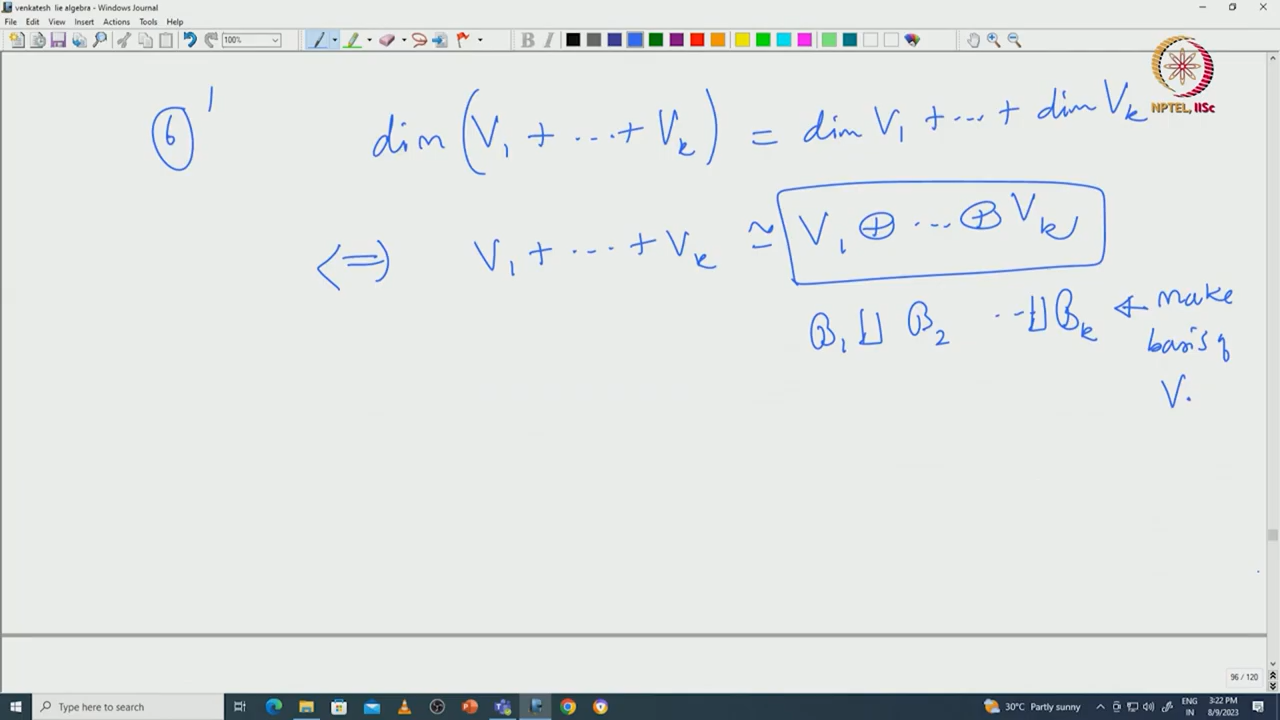 venkatesh lie algebra - Windows Journal
File Edit View Insert Actions Tools Help
100%
B I
NPTEL, IISc
⑥' dim (V₁ + ... + Vₖ) = dim V₁ + ... + dim Vₖ
⟺ V₁ + ... + Vₖ ≅ V₁ ⊕ ... ⊕ Vₖ
B₁ ⊔ B₂ ... ⊔ Bₖ ← make
basis of
V.
96 / 120
Type here to search
30°C Partly sunny
ENG
IN
3:22 PM
8/9/2023